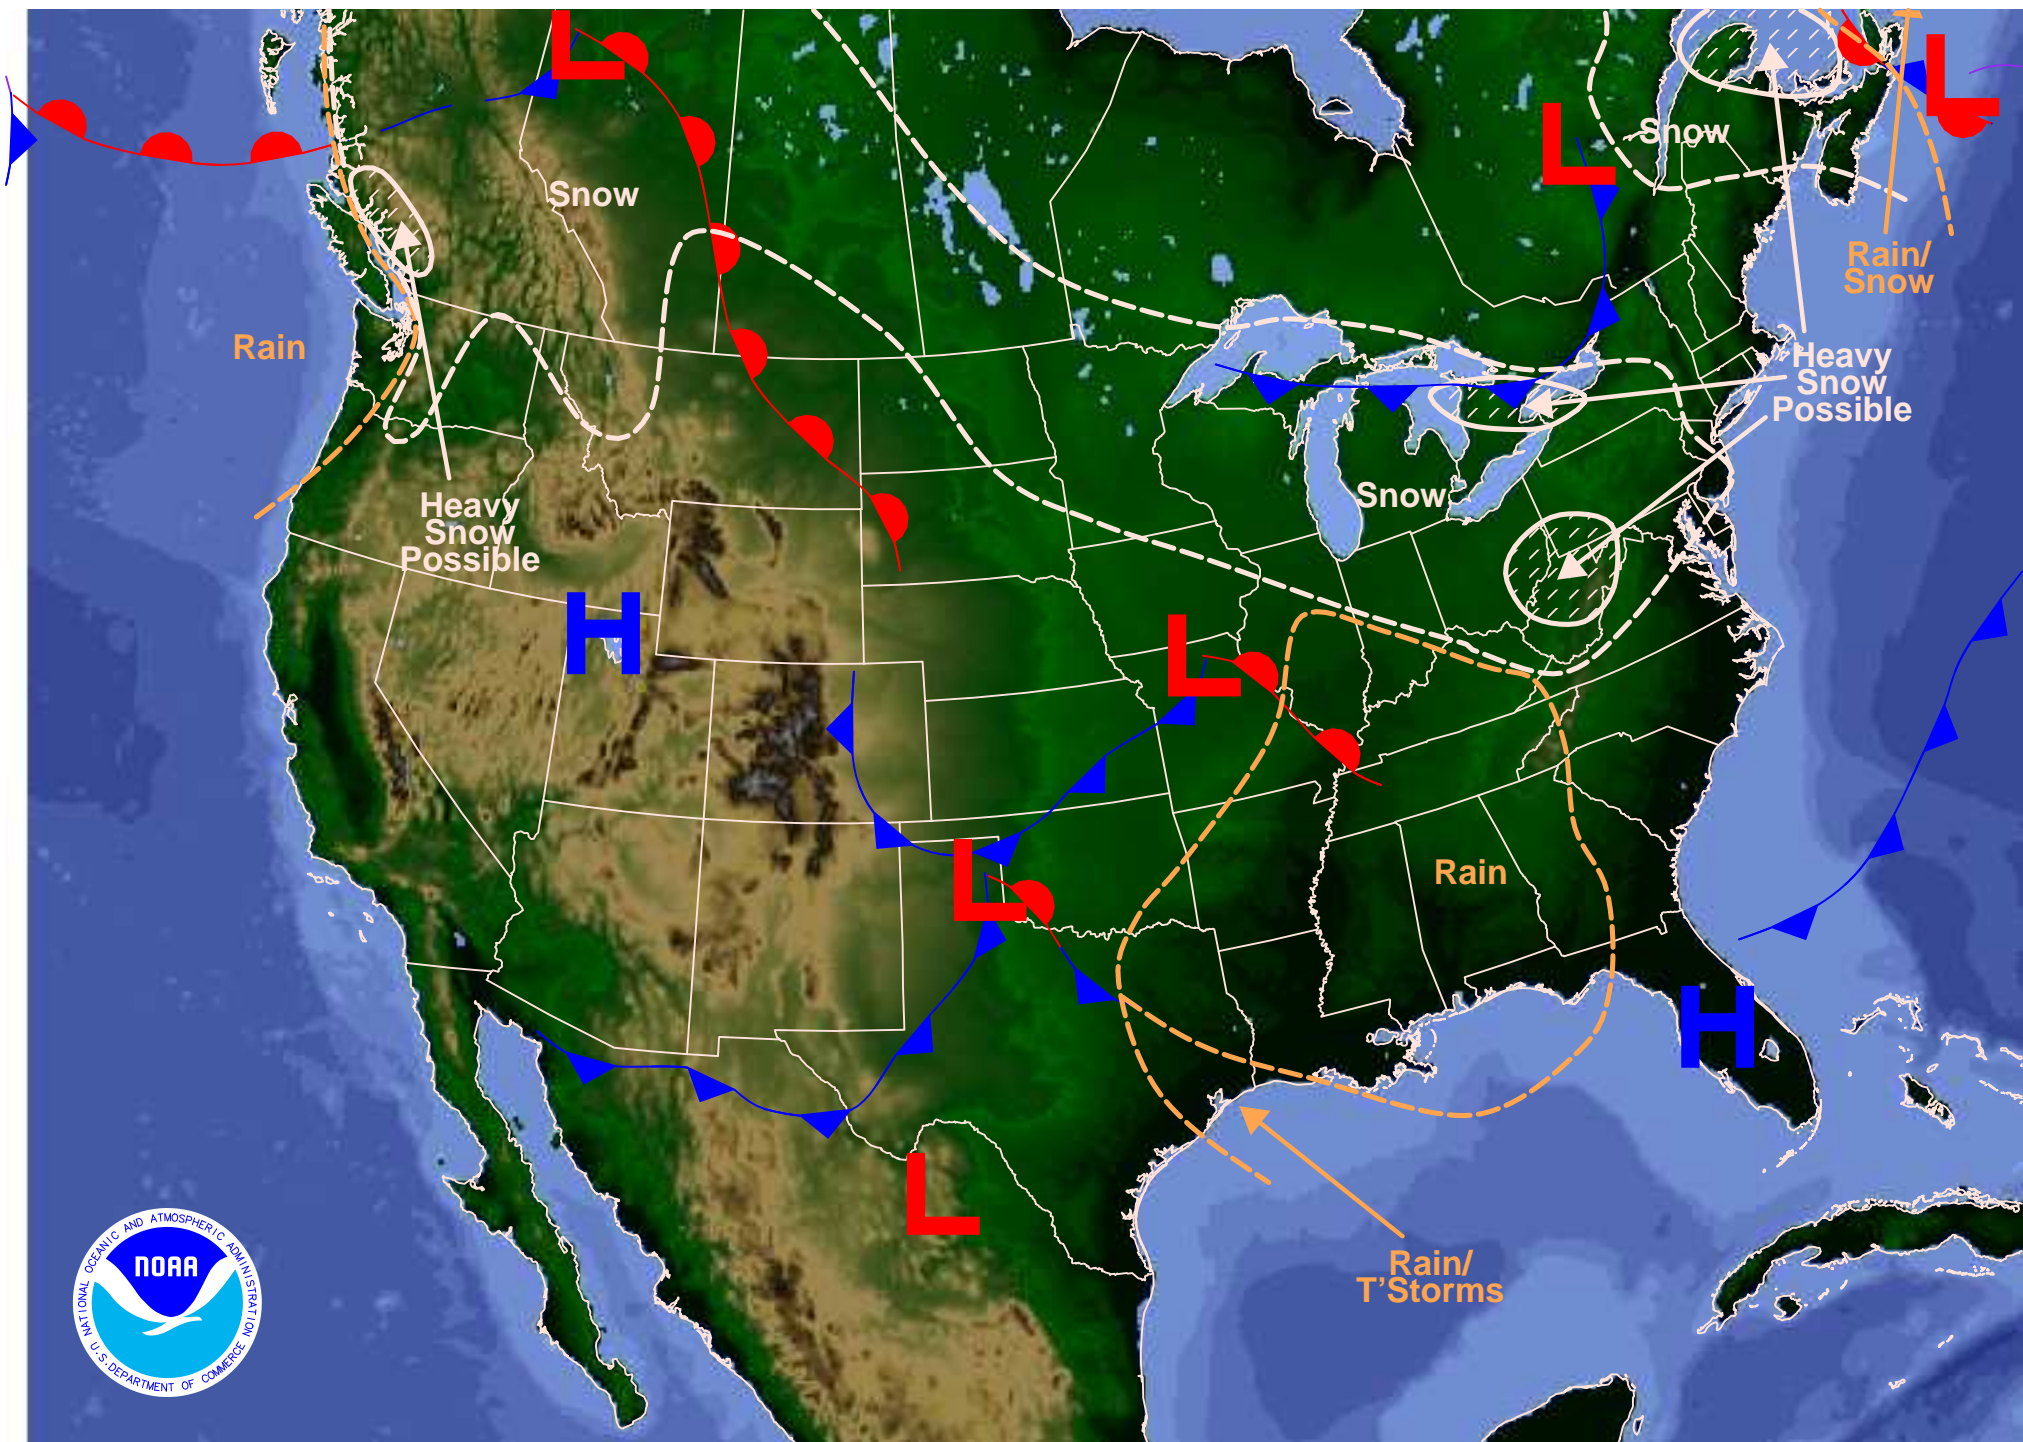 L
L
L
Snow
Snow
Rain/
Snow
Rain
Heavy
Snow
Possible
Heavy
Snow
Possible
Snow
H
L
L
Rain
H
L
Rain/
T'Storms
NATIONAL OCEANIC AND ATMOSPHERIC ADMINISTRATION
NOAA
U.S. DEPARTMENT OF COMMERCE